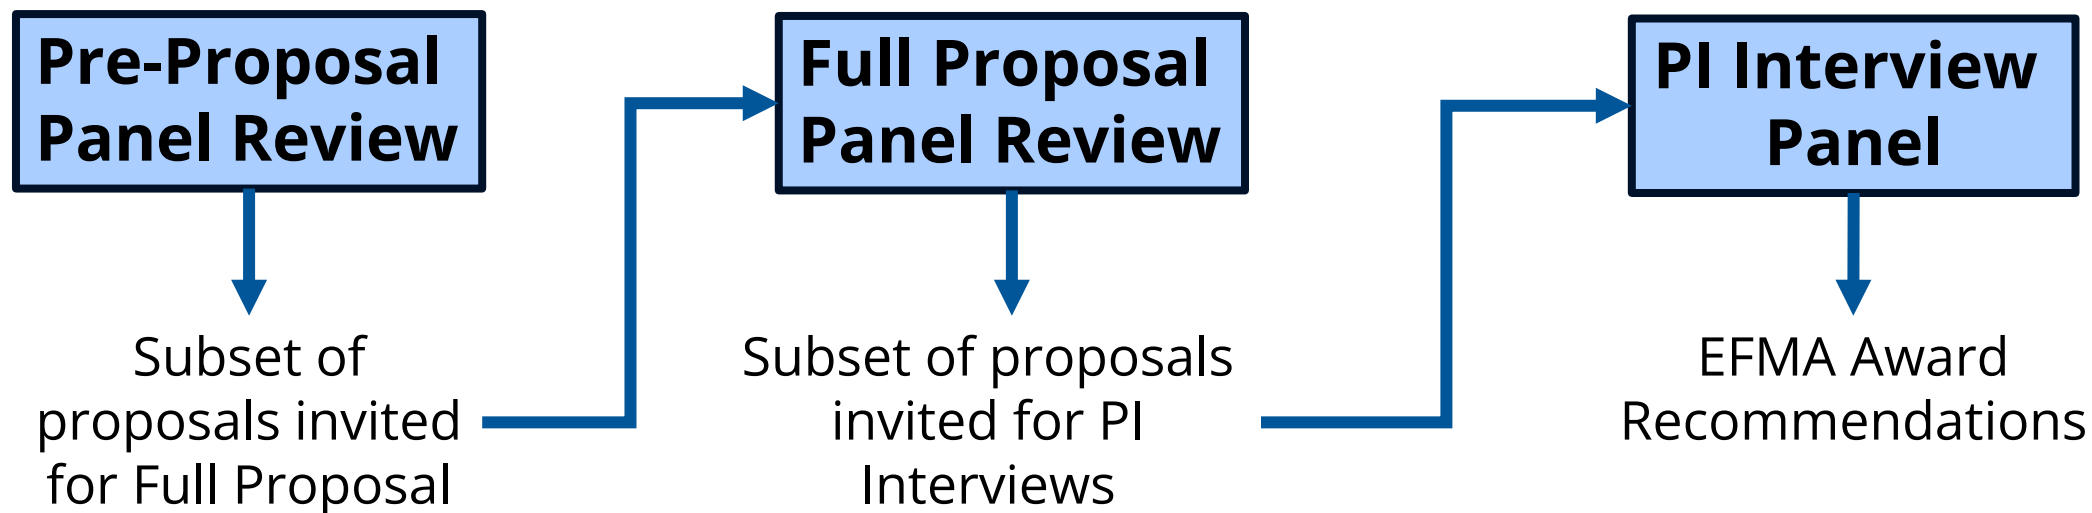 Pre-Proposal
Panel Review
Subset of
proposals invited
for Full Proposal
Full Proposal
Panel Review
Subset of proposals
invited for PI
Interviews
PI Interview
Panel
EFMA Award
Recommendations